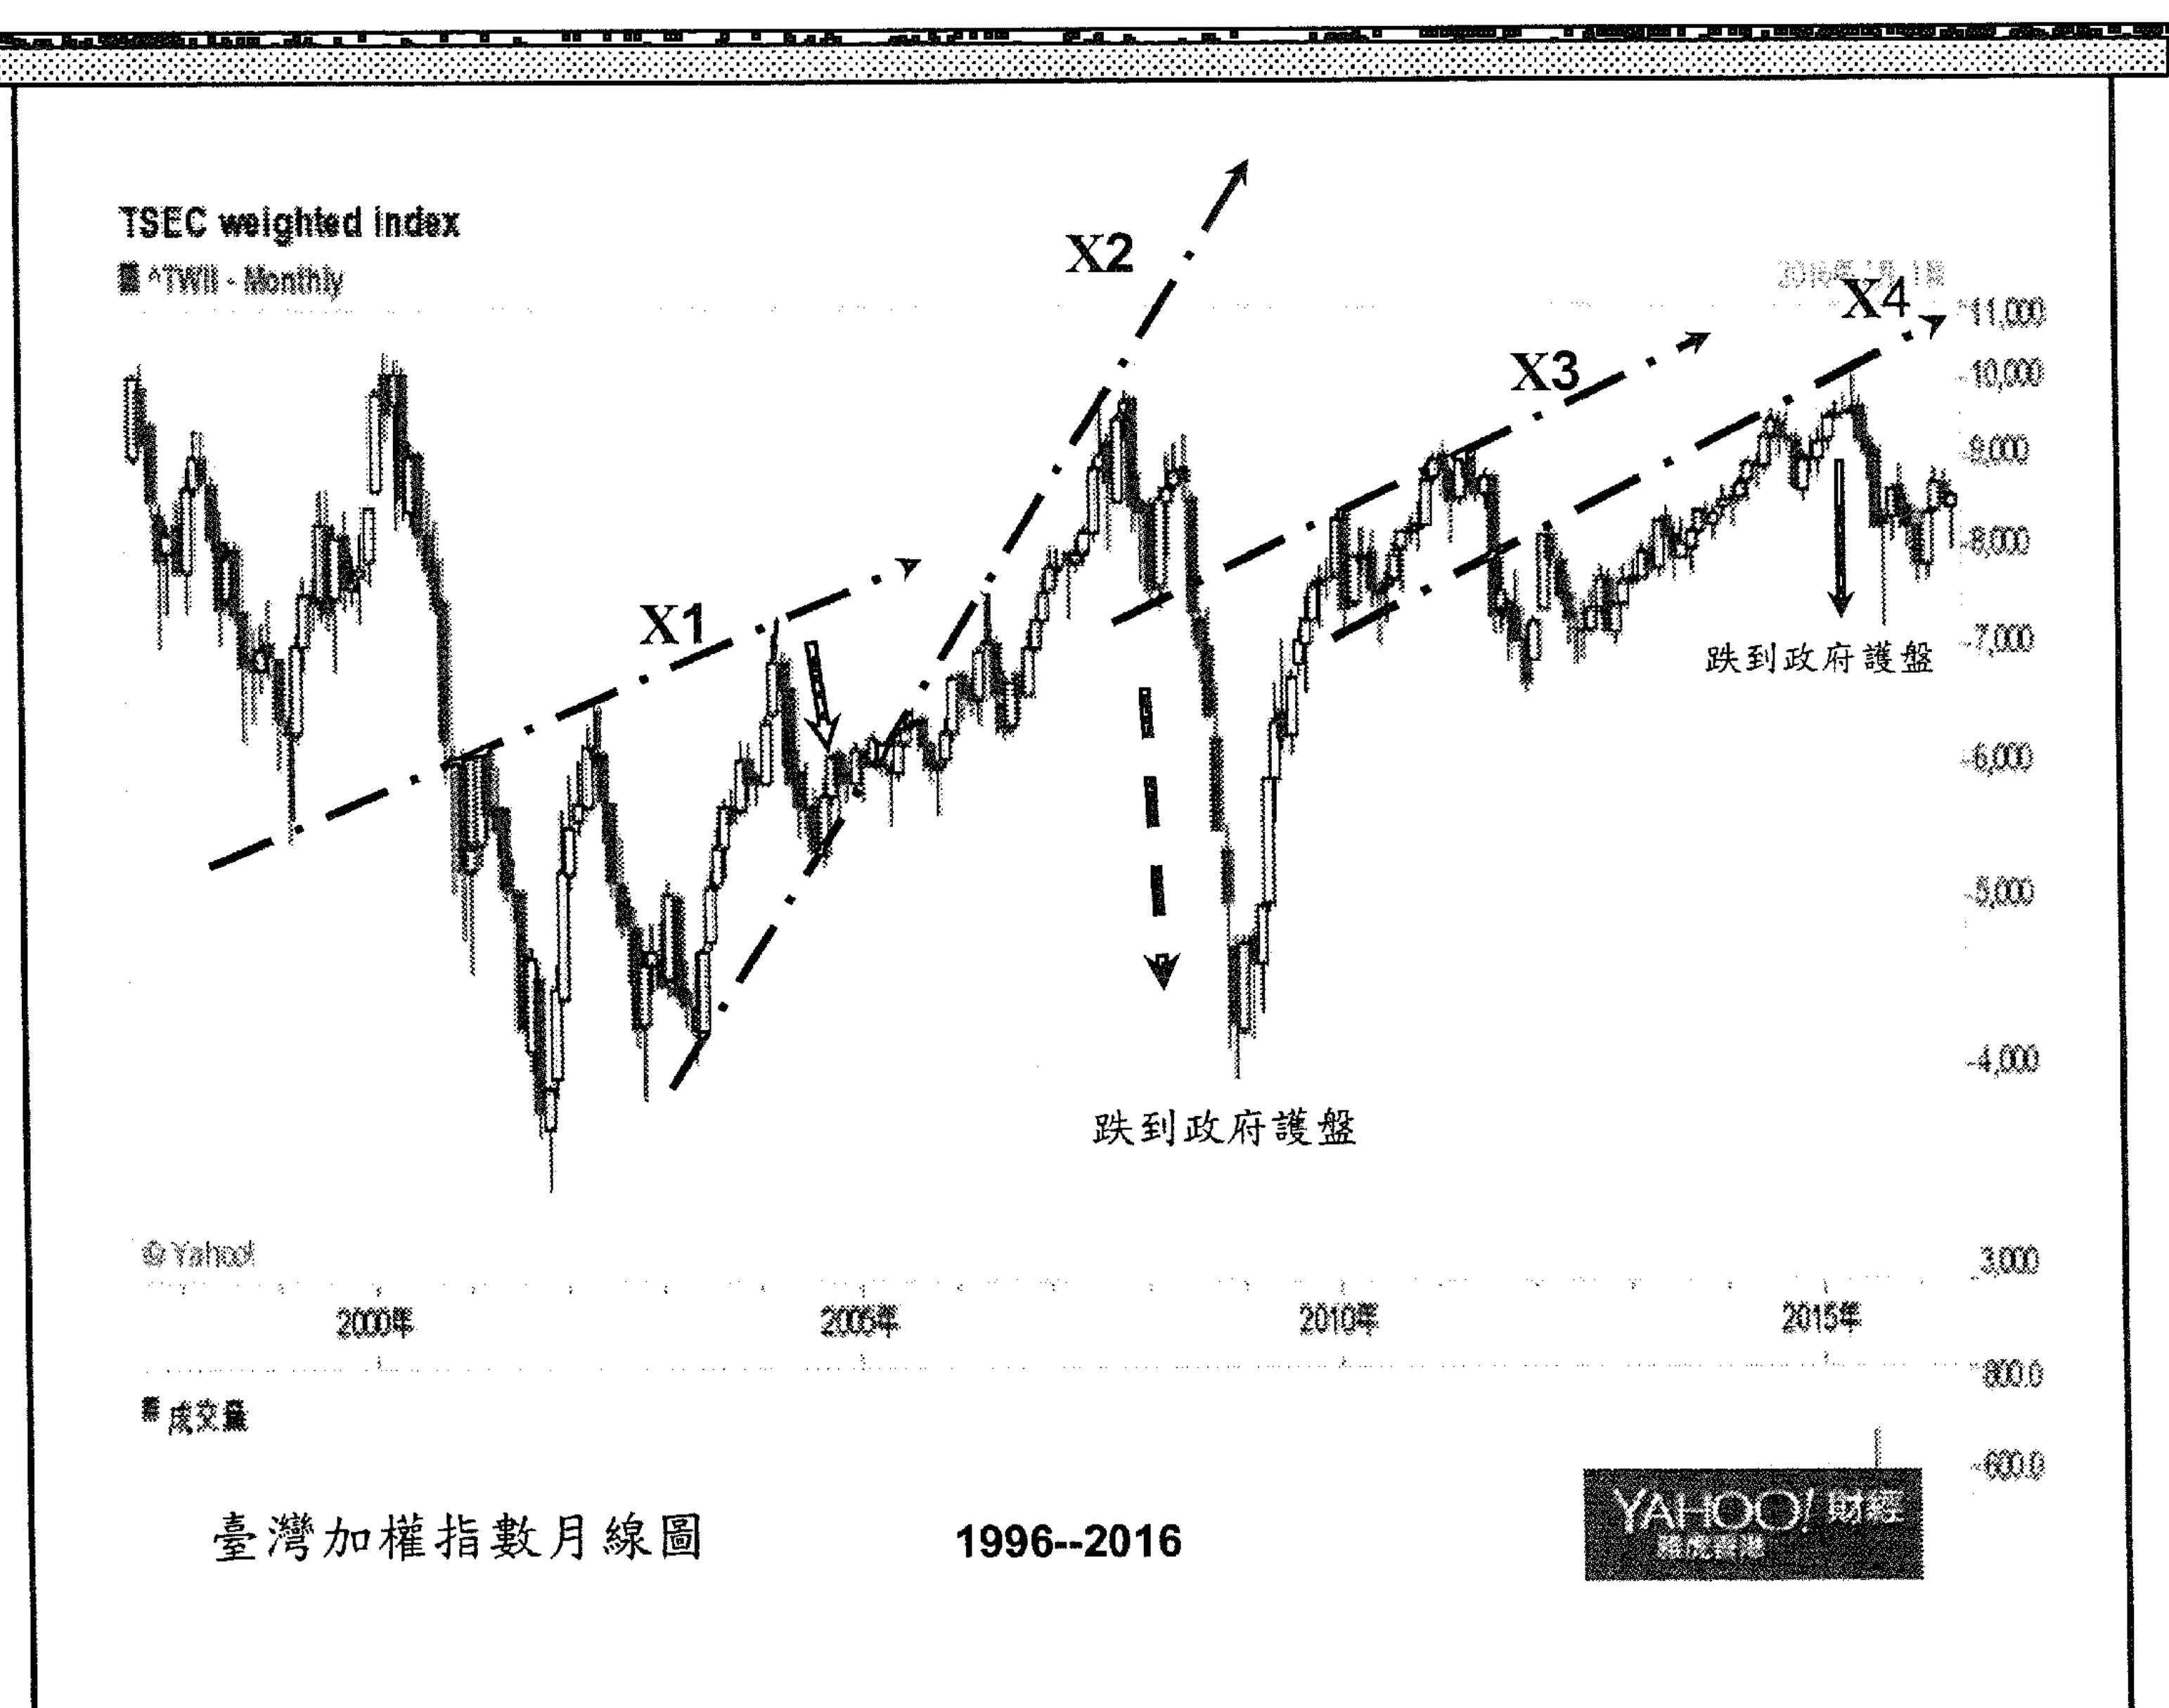 TSEC weighted index
^TWII - Monthly
X2
X4
11,000
X3
10,000
9,000
8,000
X1
7,000
跌到政府護盤
6,000
5,000
4,000
跌到政府護盤
© Yahoo!
3,000
2000年
2005年
2010年
2015年
800.0
成交量
600.0
臺灣加權指數月線圖
1996--2016
YAHOO! 財經